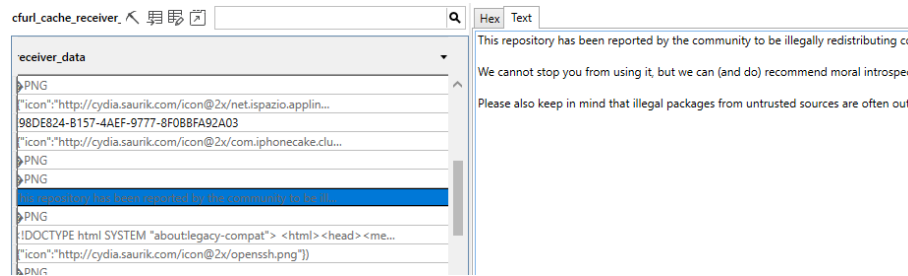 cfurl_cache_receiver_
Hex Text
receiver_data
PNG
{"icon":"http://cydia.saurik.com/icon@2x/net.ispazio.applin...
98DE824-B157-4AEF-9777-8F0BBFA92A03
{"icon":"http://cydia.saurik.com/icon@2x/com.iphonecake.clu...
PNG
PNG
This repository has been reported by the community to be ill...
PNG
<!DOCTYPE html SYSTEM "about:legacy-compat"> <html><head><me...
{"icon":"http://cydia.saurik.com/icon@2x/openssh.png"})
PNG
This repository has been reported by the community to be illegally redistributing co
We cannot stop you from using it, but we can (and do) recommend moral introspe
Please also keep in mind that illegal packages from untrusted sources are often out